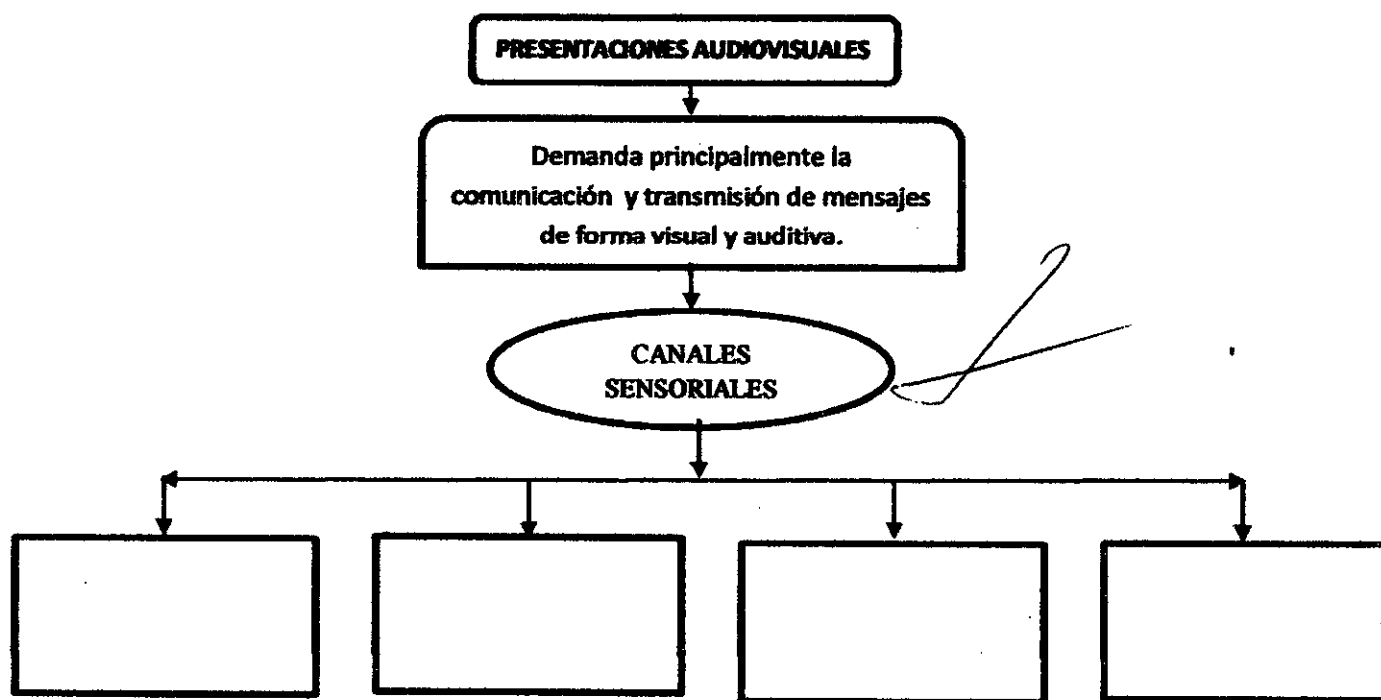 PRESENTACIONES AUDIOVISUALES
Demanda principalmente la
comunicación y transmisión de mensajes
de forma visual y auditiva.
CANALES
SENSORIALES